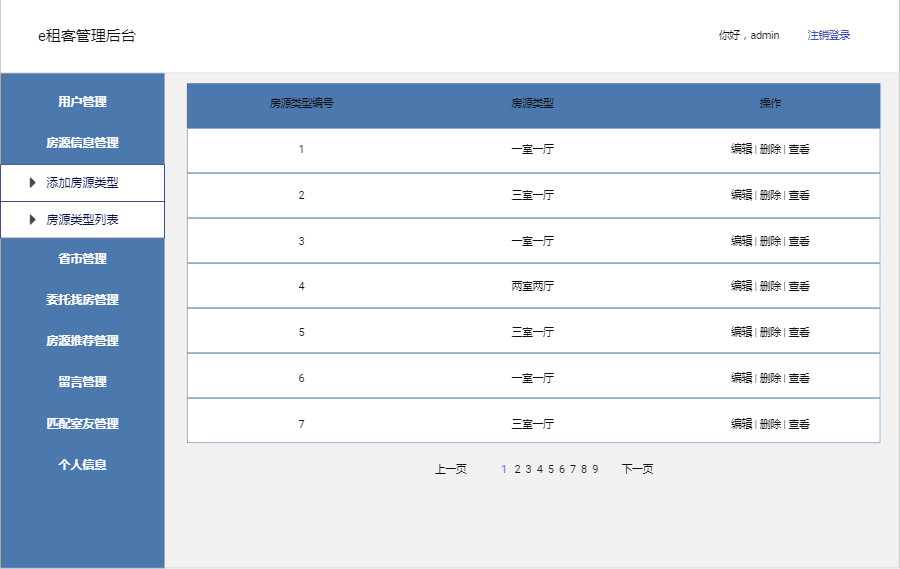 e租客管理后台
你好，admin 注销登录
用户管理
房源信息管理
添加房源类型
房源类型列表
省市管理
委托找房管理
房源推荐管理
留言管理
匹配室友管理
个人信息
房源类型编号 房源类型 操作
1 一室一厅 编辑 | 删除 | 查看
2 三室一厅 编辑 | 删除 | 查看
3 一室一厅 编辑 | 删除 | 查看
4 两室两厅 编辑 | 删除 | 查看
5 三室一厅 编辑 | 删除 | 查看
6 一室一厅 编辑 | 删除 | 查看
7 三室一厅 编辑 | 删除 | 查看
上一页 1 2 3 4 5 6 7 8 9 下一页